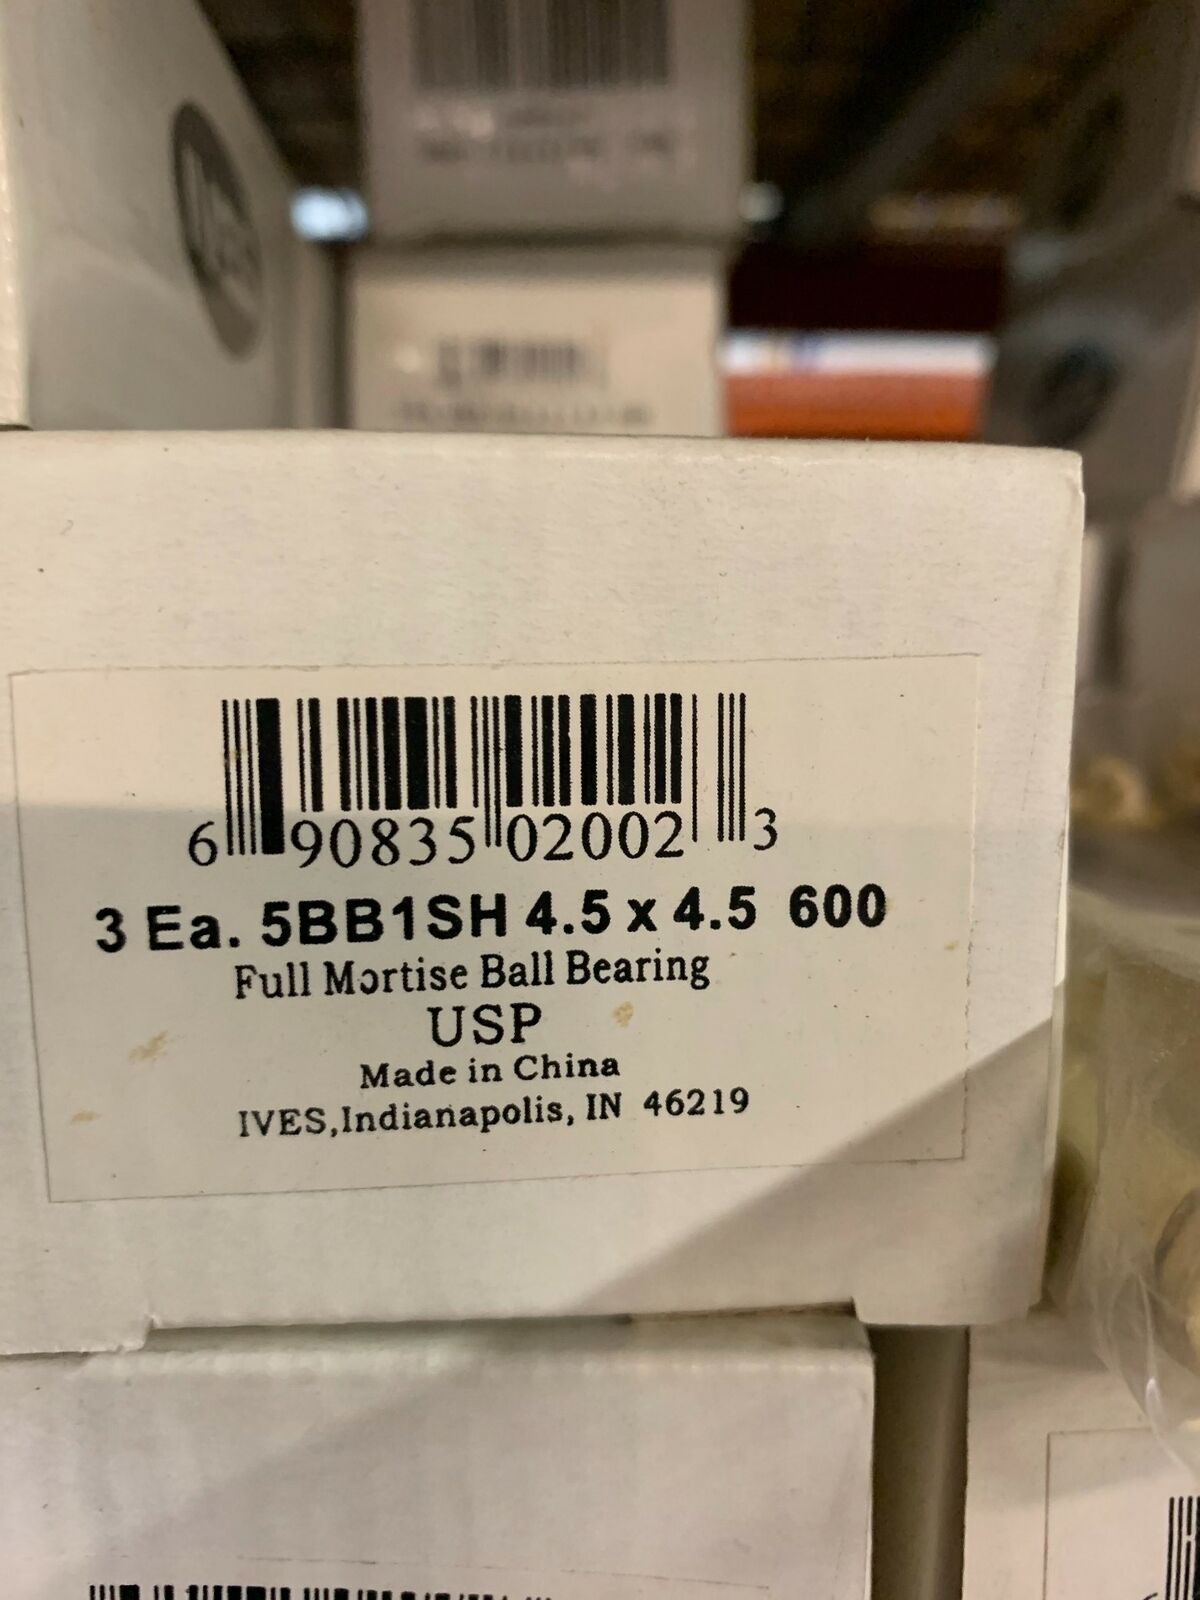 Ives
6 90835 02002 3
3 Ea. 5BB1SH 4.5 x 4.5 600
Full Mortise Ball Bearing
USP
Made in China
IVES,Indianapolis, IN 46219